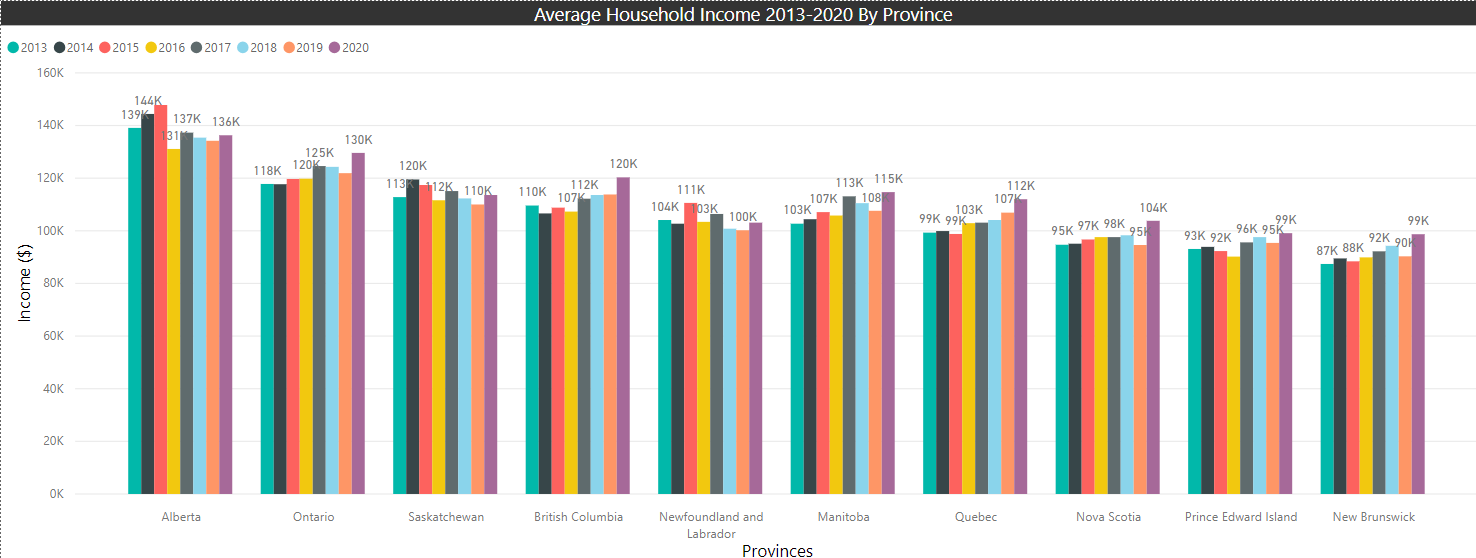 Average Household Income 2013-2020 By Province
2013 2014 2015 2016 2017 2018 2019 2020
160K
140K
120K
100K
80K
60K
40K
20K
0K
Income ($)
139K 144K 131K 137K 136K
118K 120K 125K 130K
113K 120K 112K 110K
110K 107K 112K 120K
104K 111K 103K 100K
103K 107K 113K 108K 115K
99K 99K 103K 107K 112K
95K 97K 98K 95K 104K
93K 92K 96K 95K 99K
87K 88K 92K 90K 99K
Alberta Ontario Saskatchewan British Columbia Newfoundland and Manitoba Quebec Nova Scotia Prince Edward Island New Brunswick
Labrador
Provinces